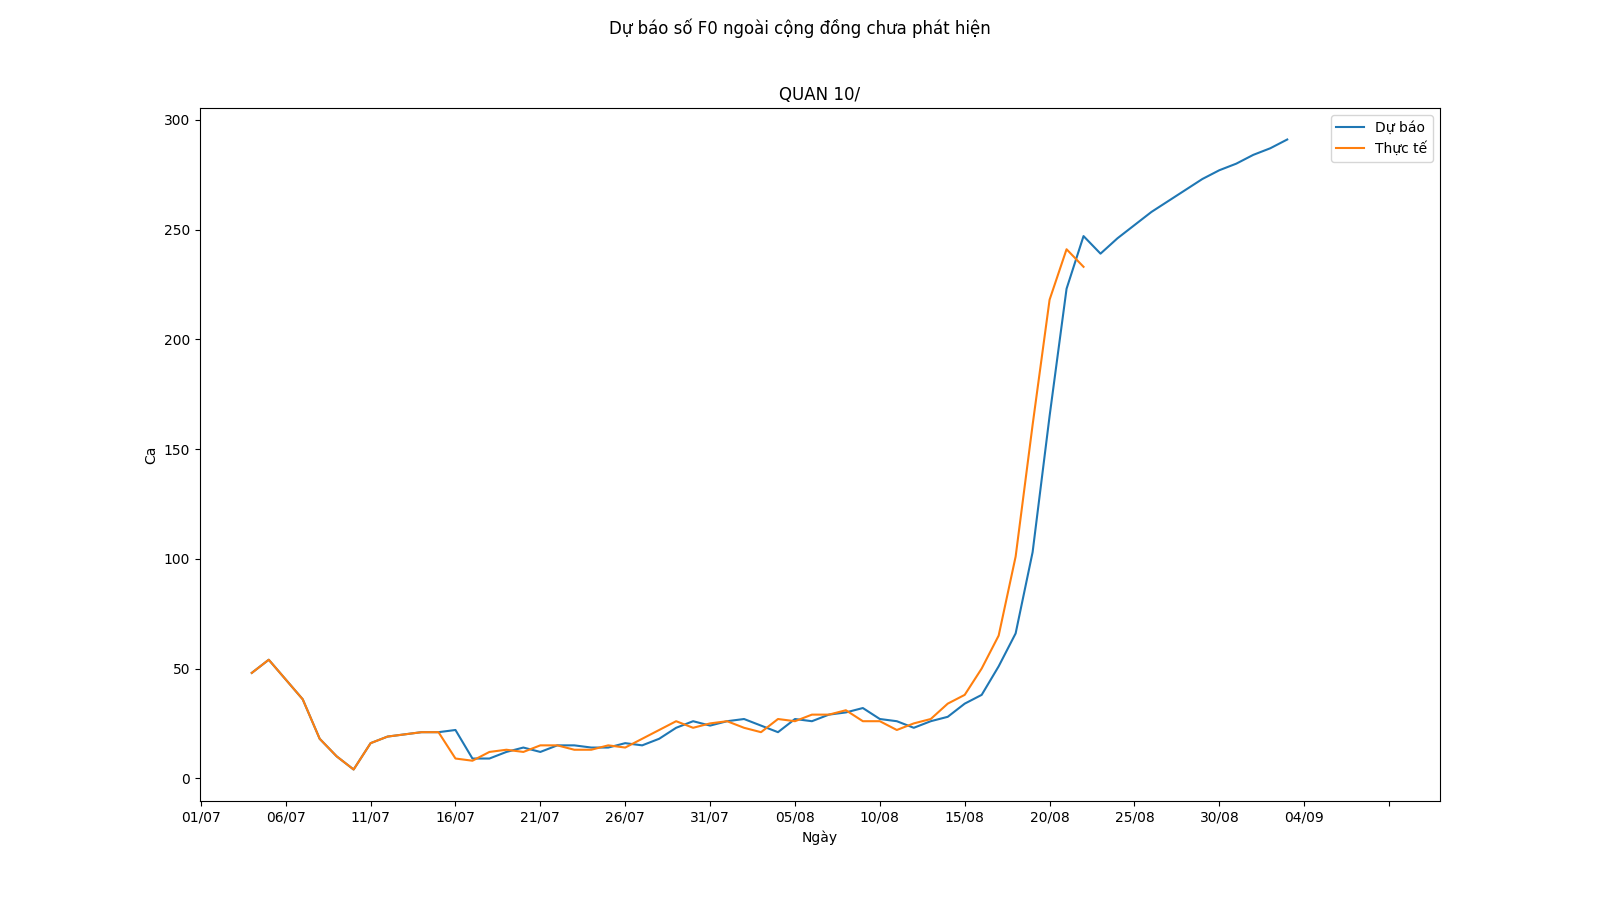 Dự báo số F0 ngoài cộng đồng chưa phát hiện
QUAN 10/
300
250
200
150
100
50
0
Ca
Dự báo
Thực tế
01/07 06/07 11/07 16/07 21/07 26/07 31/07 05/08 10/08 15/08 20/08 25/08 30/08 04/09
Ngày